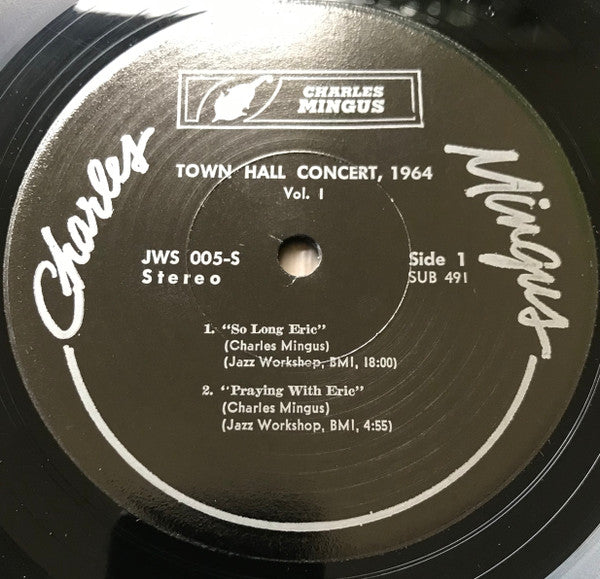 CHARLES
MINGUS
TOWN HALL CONCERT, 1964
Vol. I
Charles
Mingus
JWS 005-S
Stereo
Side 1
SUB 491
1. "So Long Eric"
(Charles Mingus)
(Jazz Workshop, BMI, 18:00)
2. "Praying With Eric"
(Charles Mingus)
(Jazz Workshop, BMI, 4:55)